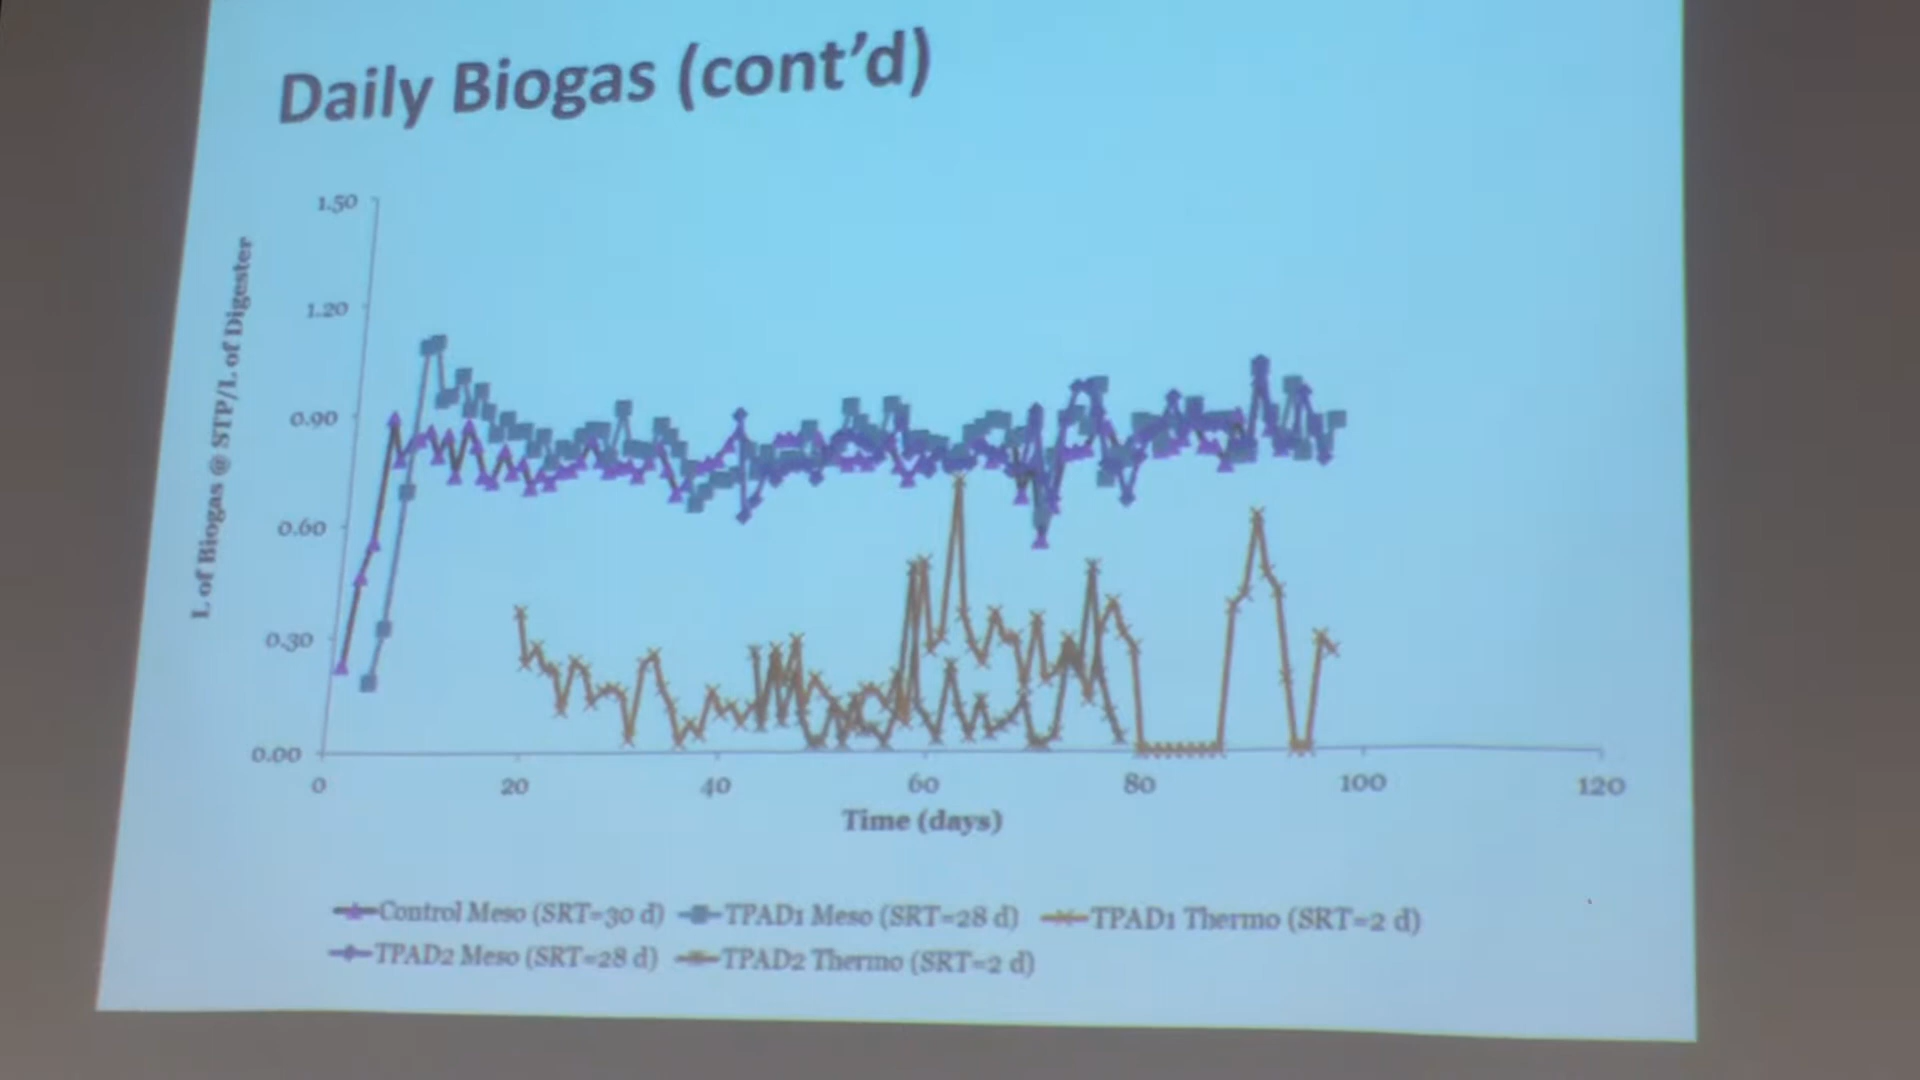 Daily Biogas (cont'd)
L of Biogas @ STP/L of Digester
1.50
1.20
0.90
0.60
0.30
0.00
0 20 40 60 80 100 120
Time (days)
Control Meso (SRT=30 d) TPAD1 Meso (SRT=28 d) TPAD1 Thermo (SRT=2 d)
TPAD2 Meso (SRT=28 d) TPAD2 Thermo (SRT=2 d)